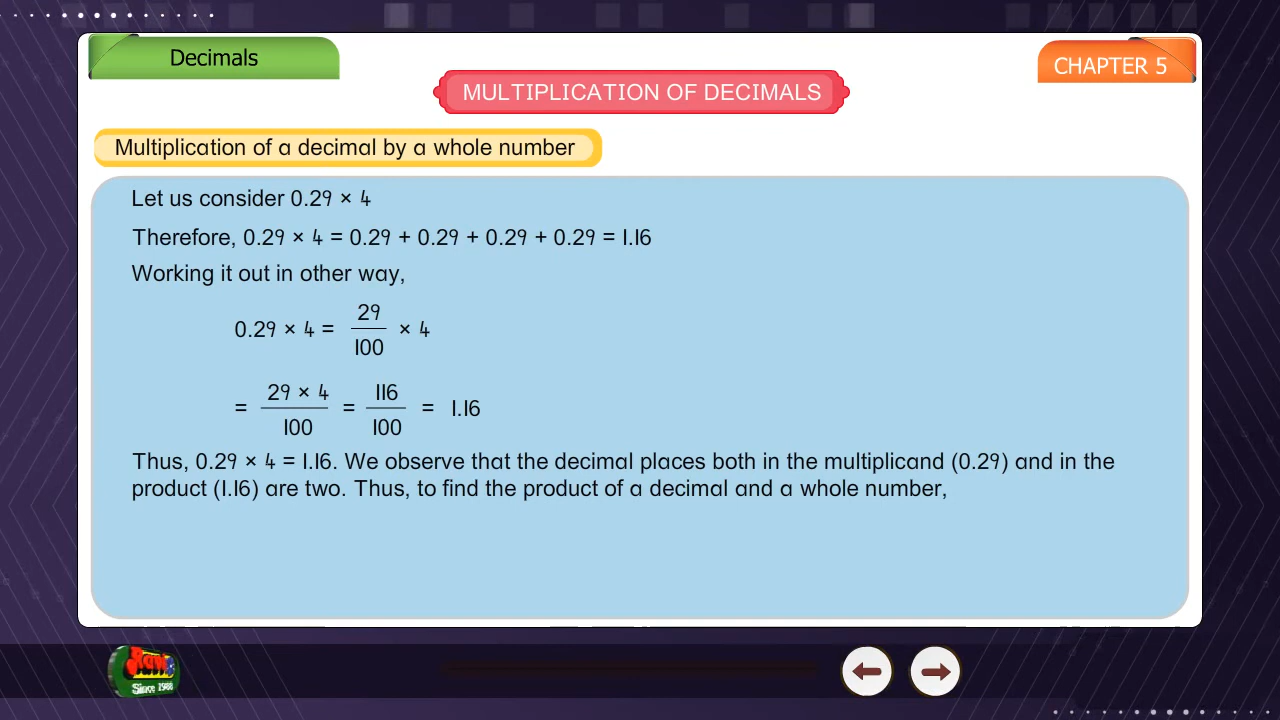 Decimals
CHAPTER 5
MULTIPLICATION OF DECIMALS
Multiplication of a decimal by a whole number
Let us consider 0.29 × 4
Therefore, 0.29 × 4 = 0.29 + 0.29 + 0.29 + 0.29 = 1.16
Working it out in other way,
0.29 × 4 = 29/100 × 4
= 29 × 4/100 = 116/100 = 1.16
Thus, 0.29 × 4 = 1.16. We observe that the decimal places both in the multiplicand (0.29) and in the
product (1.16) are two. Thus, to find the product of a decimal and a whole number,
Since 1986